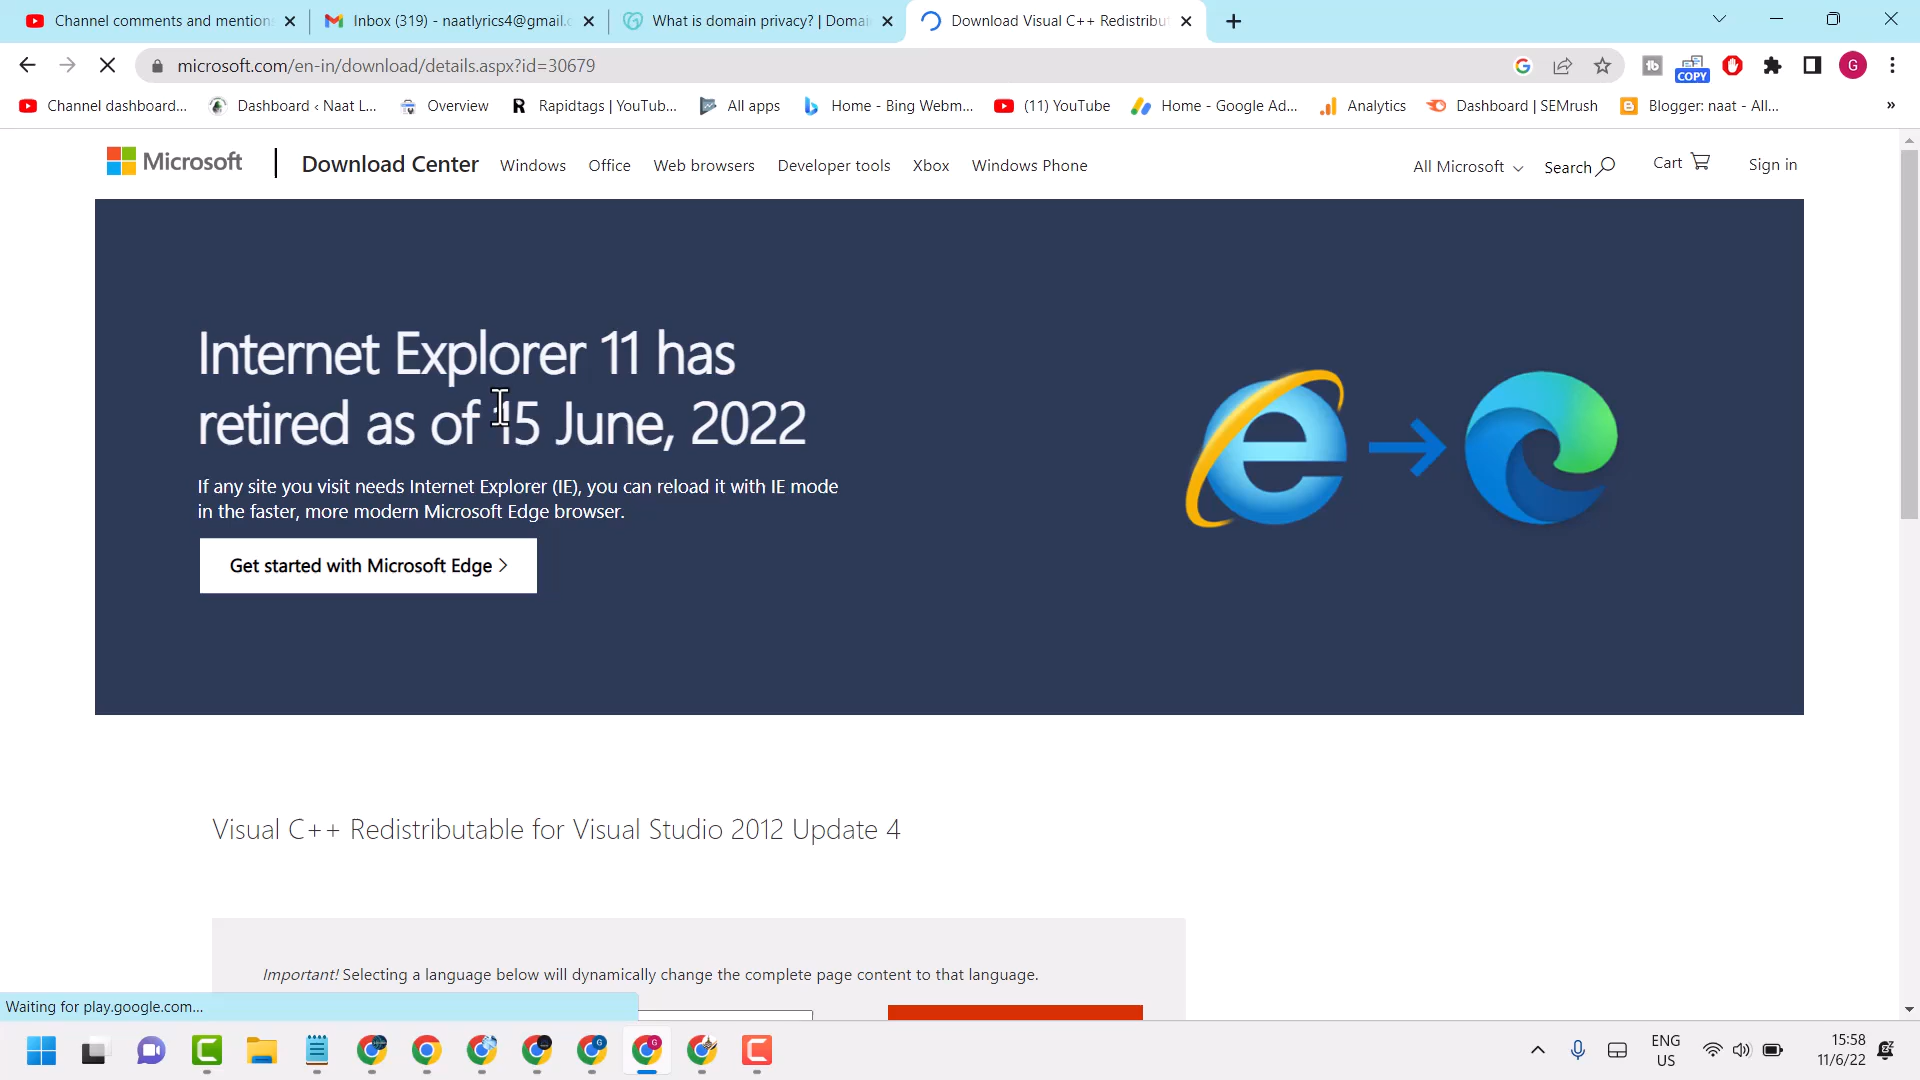 Channel comments and mention
Inbox (319) - naatlyrics4@gmail.c
What is domain privacy? | Domai
Download Visual C++ Redistribut
microsoft.com/en-in/download/details.aspx?id=30679
COPY
G
Channel dashboard...
Dashboard ‹ Naat L...
Overview
R Rapidtags | YouTub...
All apps
Home - Bing Webm...
(11) YouTube
Home - Google Ad...
Analytics
Dashboard | SEMrush
Blogger: naat - All...
»
Microsoft
Download Center
Windows
Office
Web browsers
Developer tools
Xbox
Windows Phone
All Microsoft
Search
Cart
Sign in
Internet Explorer 11 has
retired as of 15 June, 2022
If any site you visit needs Internet Explorer (IE), you can reload it with IE mode
in the faster, more modern Microsoft Edge browser.
Get started with Microsoft Edge >
Visual C++ Redistributable for Visual Studio 2012 Update 4
Important! Selecting a language below will dynamically change the complete page content to that language.
Waiting for play.google.com...
ENG
US
15:58
11/6/22